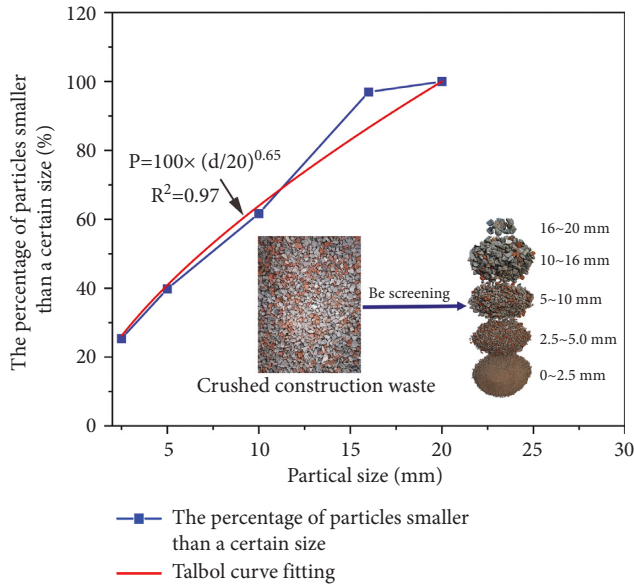 The percentage of particles smaller
than a certain size (%)
120
100
80
60
40
20
0
P=100× (d/20)^0.65
R²=0.97
Be screening
Crushed construction waste
16~20 mm
10~16 mm
5~10 mm
2.5~5.0 mm
0~2.5 mm
5 10 15 20 25 30
Partical size (mm)
The percentage of particles smaller
than a certain size
Talbol curve fitting